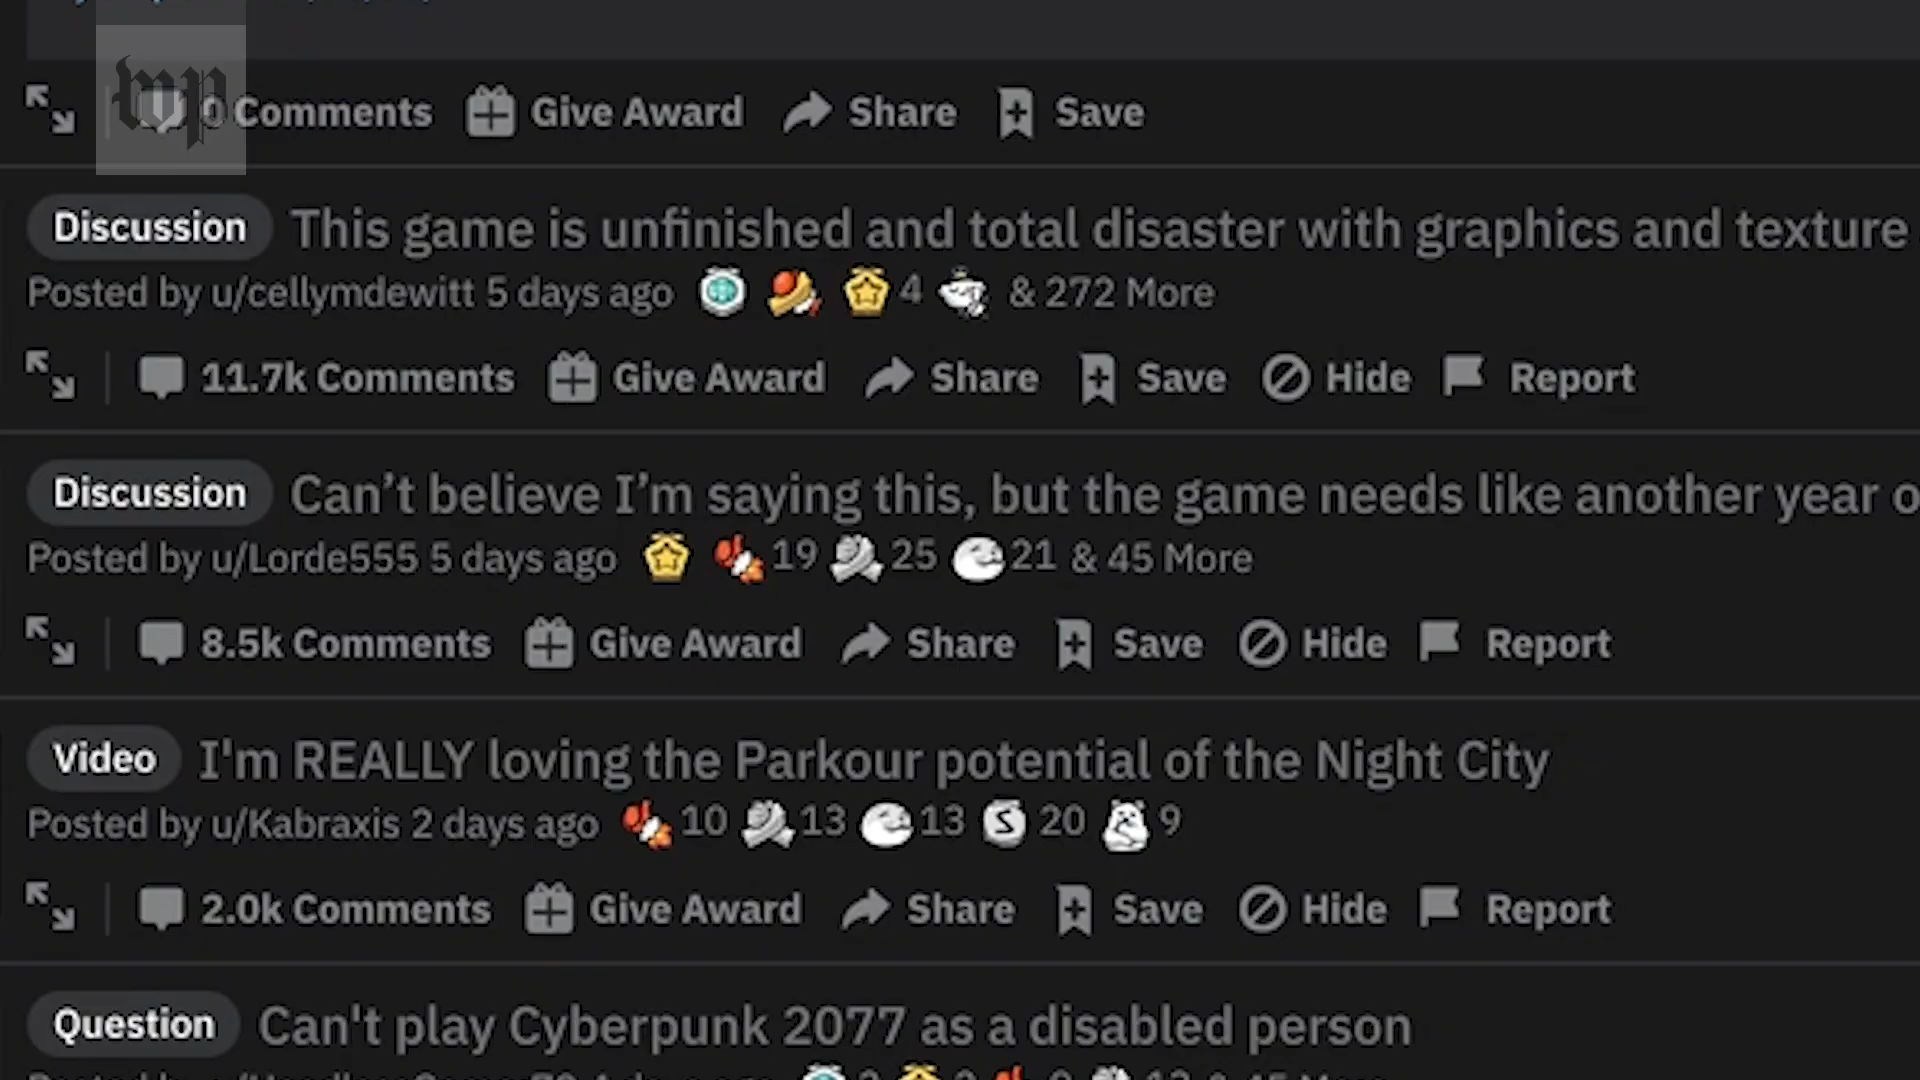 wp
0 Comments Give Award Share Save
Discussion This game is unfinished and total disaster with graphics and texture
Posted by u/cellymdewitt 5 days ago 4 & 272 More
11.7k Comments Give Award Share Save Hide Report
Discussion Can’t believe I’m saying this, but the game needs like another year o
Posted by u/Lorde555 5 days ago 19 25 21 & 45 More
8.5k Comments Give Award Share Save Hide Report
Video I'm REALLY loving the Parkour potential of the Night City
Posted by u/Kabraxis 2 days ago 10 13 13 S 20 9
2.0k Comments Give Award Share Save Hide Report
Question Can't play Cyberpunk 2077 as a disabled person